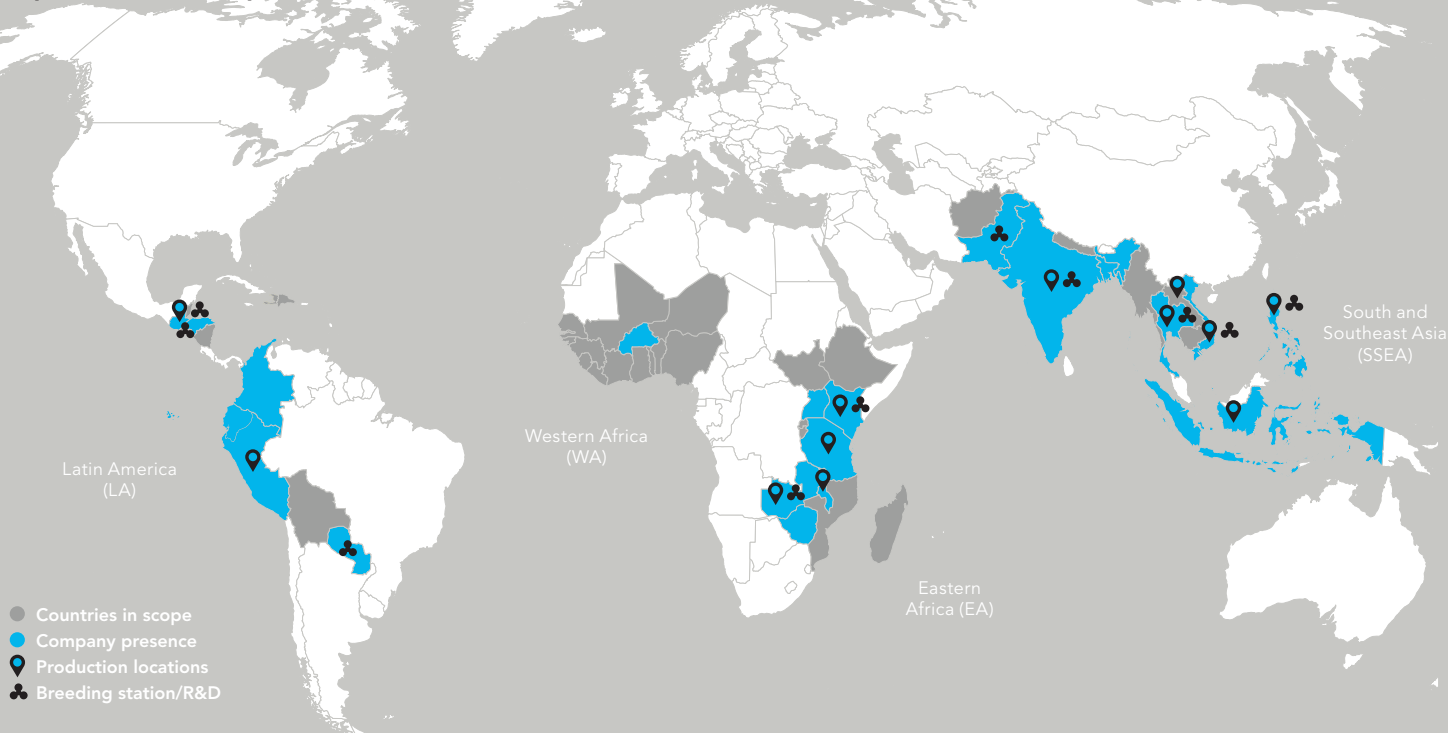 South and
Southeast Asia
(SSEA)
Western Africa
(WA)
Latin America
(LA)
Eastern
Africa (EA)
Countries in scope
Company presence
Production locations
Breeding station/R&D